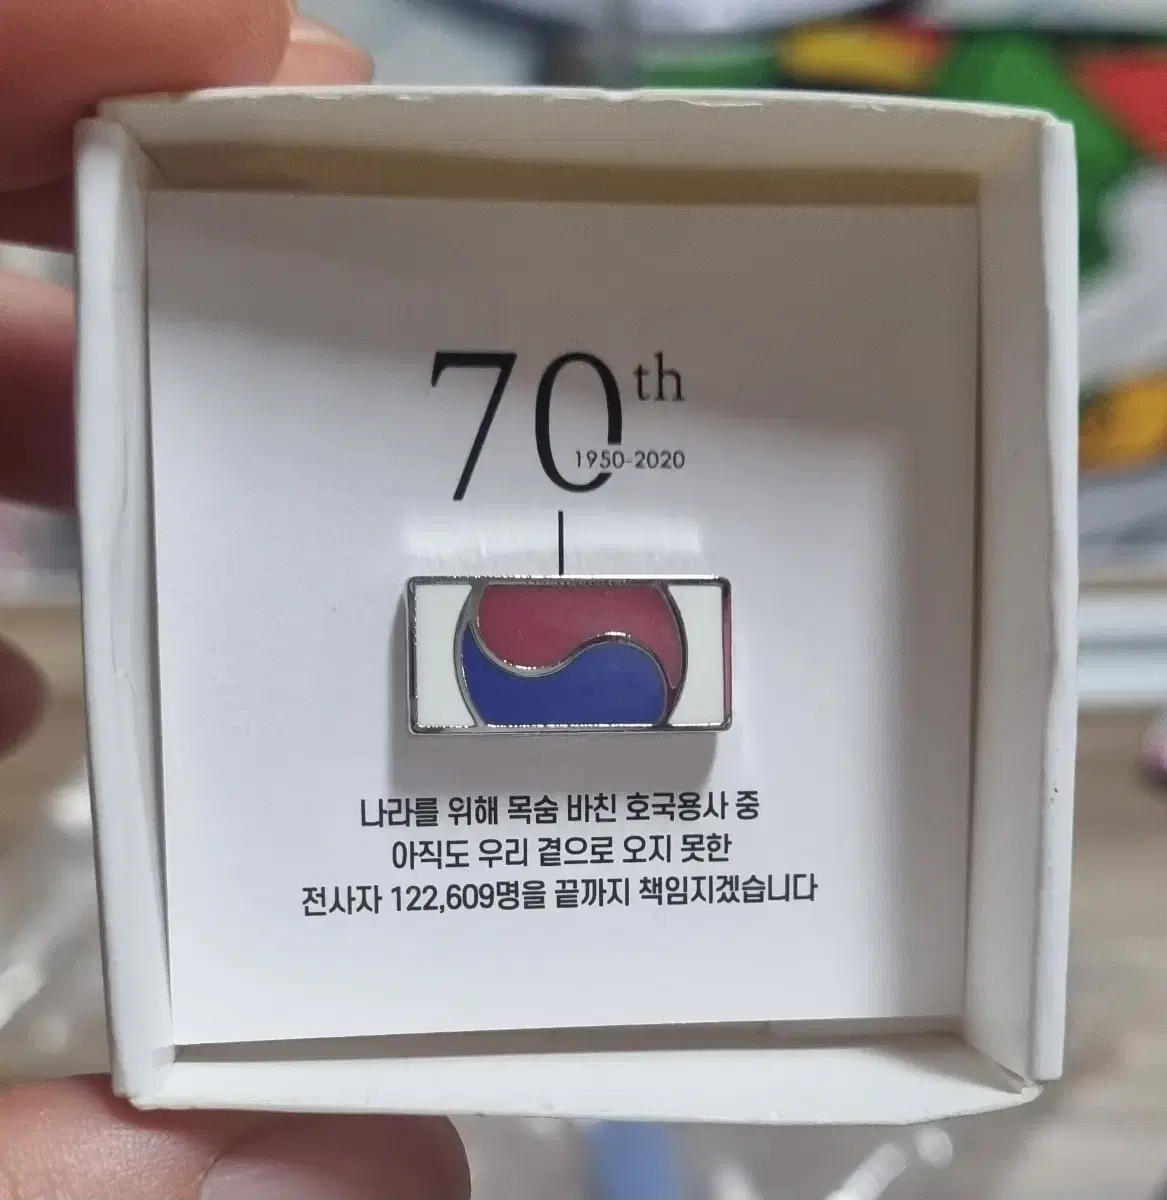 70th
1950-2020
나라를 위해 목숨 바친 호국용사 중
아직도 우리 곁으로 오지 못한
전사자 122,609명을 끝까지 책임지겠습니다